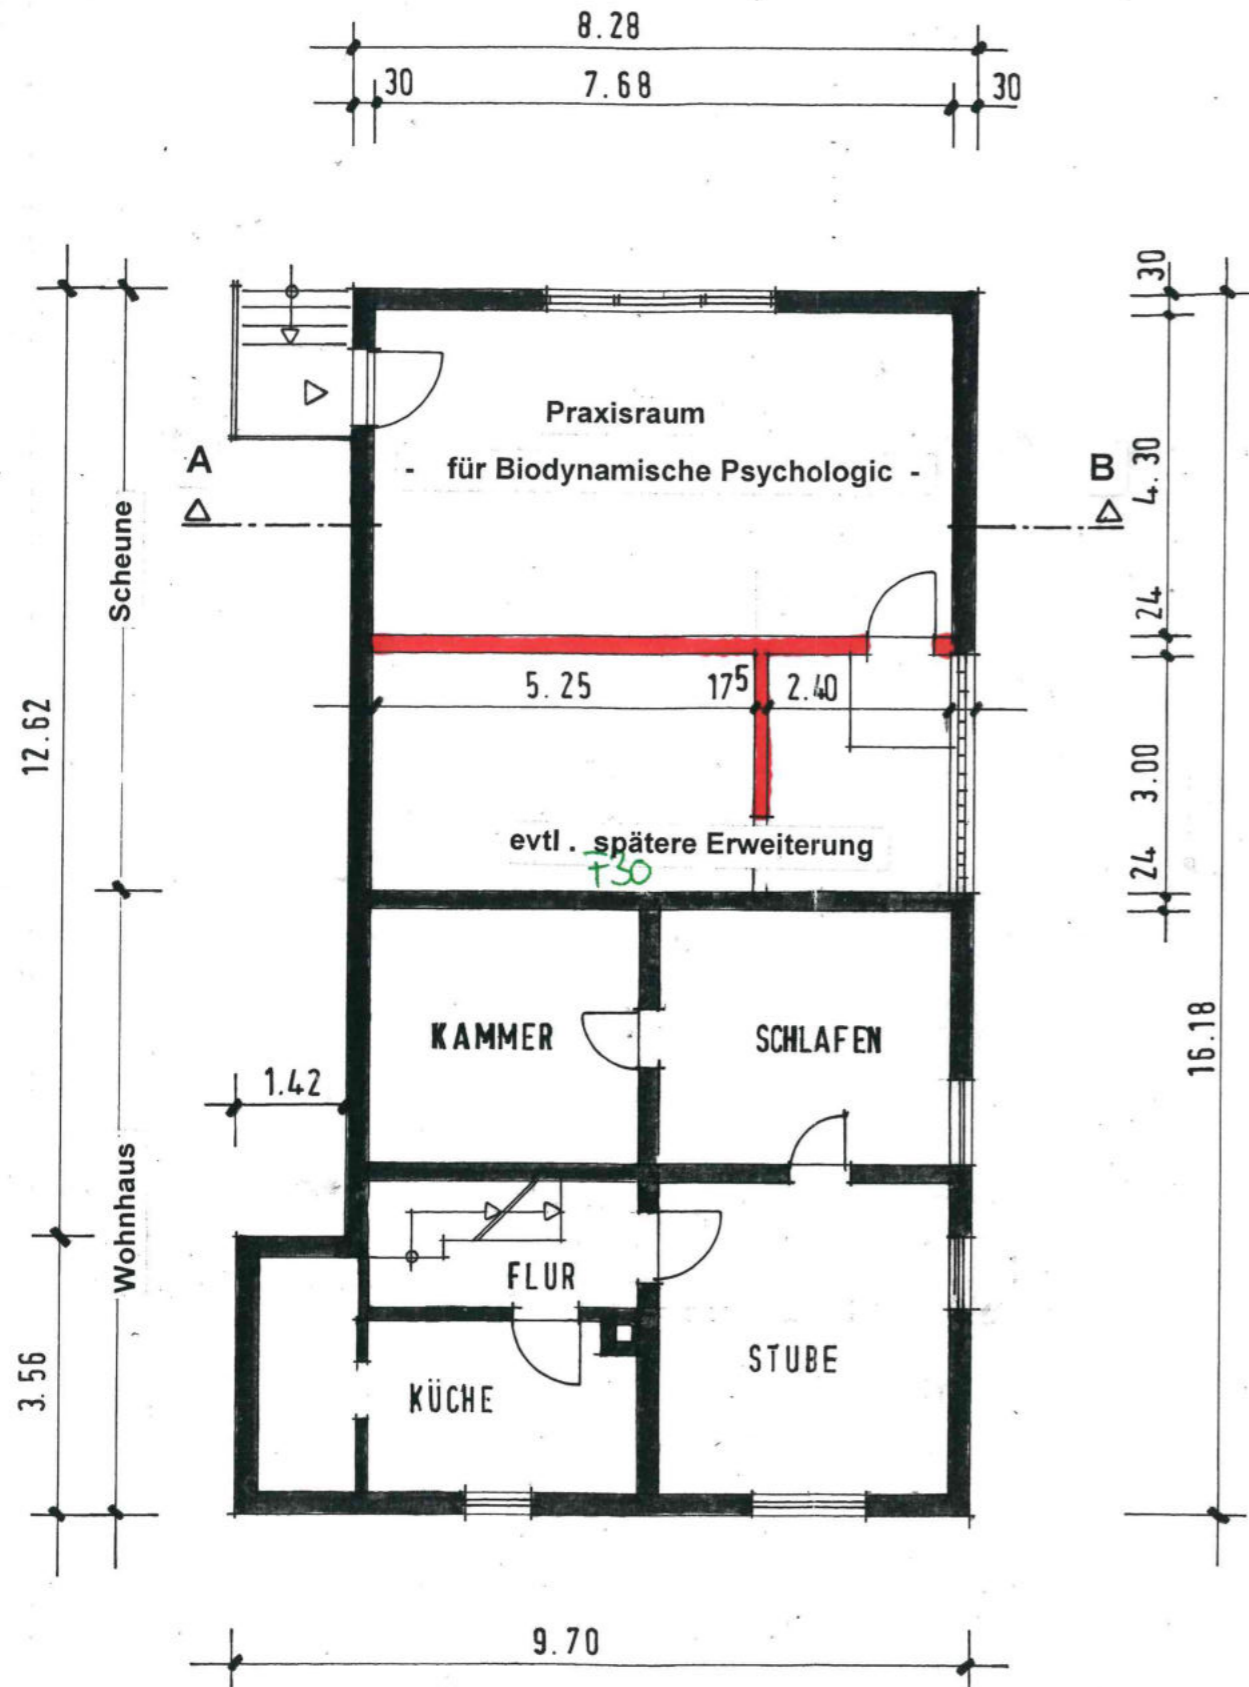 8.28
30 7.68 30
30
Praxisraum
- für Biodynamische Psychologic -
A
B
4.30
Scheune
24
5.25 17⁵ 2.40
12.62
3.00
evtl . spätere Erweiterung
F30
24
KAMMER
SCHLAFEN
16.18
1.42
Wohnhaus
FLUR
STUBE
3.56
KÜCHE
9.70